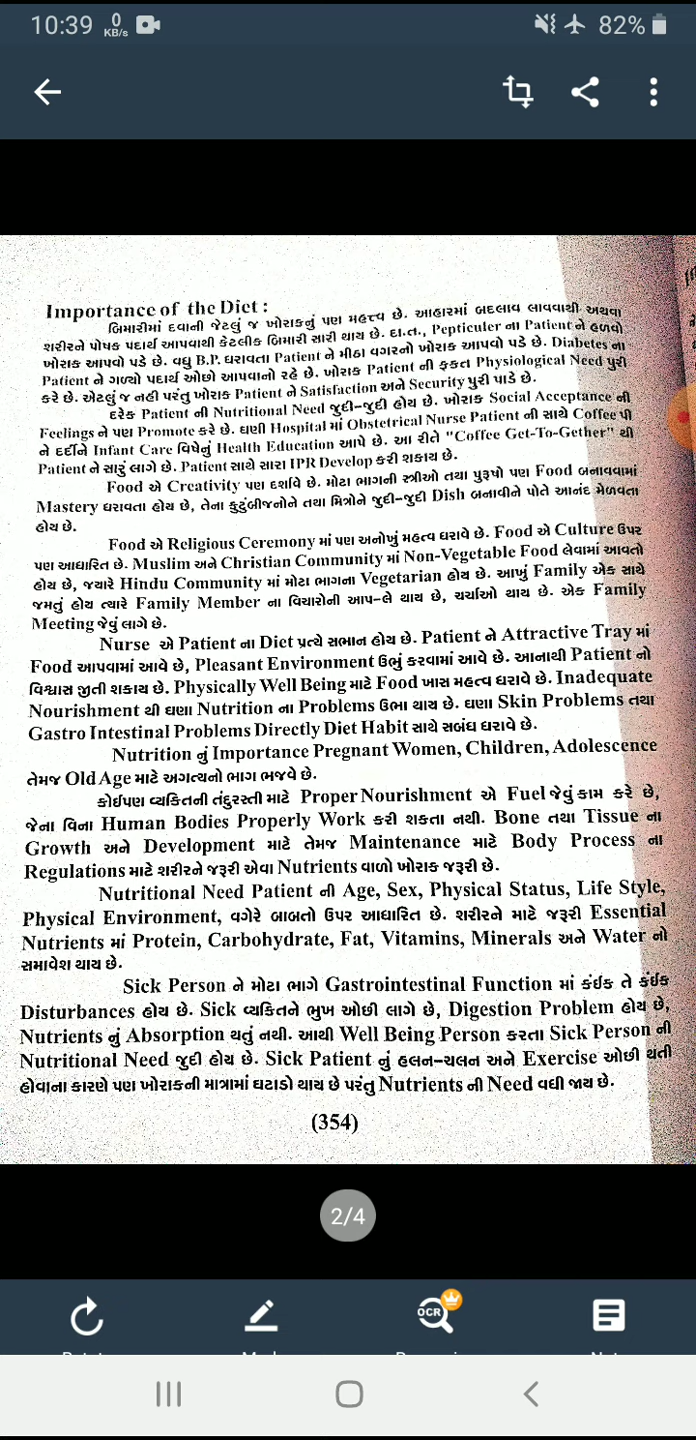 10:39 0 KB/s 82%
Importance of the Diet :
બિમારીમાં દવાની જેટલું જ ખોરાકનું પણ મહત્ત્વ છે. આહારમાં બદલાવ લાવવાથી અથવા
શરીરને પોષક પદાર્થ આપવાથી કેટલીક બિમારી સારી થાય છે. દા.ત., Pepticuler ના Patient ને હળવો
ખોરાક આપવો પડે છે. વધુ B.P. ધરાવતા Patient ને મીઠા વગરનો ખોરાક આપવો પડે છે. Diabetes ના
Patient ને ગળ્યો પદાર્થ ઓછો આપવાનો રહે છે. ખોરાક Patient ની ફકત Physiological Need પુરી
કરે છે. એટલું જ નહી પરંતુ ખોરાક Patient ને Satisfaction અને Security પુરી પાડે છે.
દરેક Patient ની Nutritional Need જુદી-જુદી હોય છે. ખોરાક Social Acceptance ની
Feelings ને પણ Promote કરે છે. ઘણી Hospital માં Obstetrical Nurse Patient ની સાથે Coffee પી
ને દર્દીને Infant Care વિષેનું Health Education આપે છે. આ રીતે "Coffee Get-To-Gether" થી
Patient ને સારું લાગે છે. Patient સાથે સારા IPR Develop કરી શકાય છે.
Food એ Creativity પણ દર્શાવે છે. મોટા ભાગની સ્ત્રીઓ તથા પુરૂષો પણ Food બનાવવામાં
Mastery ધરાવતા હોય છે, તેના કુટુંબીજનોને તથા મિત્રોને જુદી-જુદી Dish બનાવીને પોતે આનંદ મેળવતા
હોય છે.
Food એ Religious Ceremony માં પણ અનોખું મહત્વ ધરાવે છે. Food એ Culture ઉપર
પણ આધારિત છે. Muslim અને Christian Community માં Non-Vegetable Food લેવામાં આવતો
હોય છે, જયારે Hindu Community માં મોટા ભાગના Vegetarian હોય છે. આખું Family એક સાથે
જમતું હોય ત્યારે Family Member ના વિચારોની આપ-લે થાય છે, ચર્ચાઓ થાય છે. એક Family
Meeting જેવું લાગે છે.
Nurse એ Patient ના Diet પ્રત્યે સભાન હોય છે. Patient ને Attractive Tray માં
Food આપવામાં આવે છે, Pleasant Environment ઉભું કરવામાં આવે છે. આનાથી Patient નો
વિશ્વાસ જીતી શકાય છે. Physically Well Being માટે Food ખાસ મહત્વ ધરાવે છે. Inadequate
Nourishment થી ઘણા Nutrition ના Problems ઉભા થાય છે. ઘણા Skin Problems તથા
Gastro Intestinal Problems Directly Diet Habit સાથે સબંધ ધરાવે છે.
Nutrition નું Importance Pregnant Women, Children, Adolescence
તેમજ Old Age માટે અગત્યનો ભાગ ભજવે છે.
કોઈપણ વ્યકિતની તંદુરસ્તી માટે Proper Nourishment એ Fuel જેવું કામ કરે છે,
જેના વિના Human Bodies Properly Work કરી શકતા નથી. Bone તથા Tissue ના
Growth અને Development માટે તેમજ Maintenance માટે Body Process ના
Regulations માટે શરીરને જરૂરી એવા Nutrients વાળો ખોરાક જરૂરી છે.
Nutritional Need Patient ની Age, Sex, Physical Status, Life Style,
Physical Environment, વગેરે બાબતો ઉપર આધારિત છે. શરીરને માટે જરૂરી Essential
Nutrients માં Protein, Carbohydrate, Fat, Vitamins, Minerals અને Water નો
સમાવેશ થાય છે.
Sick Person ને મોટા ભાગે Gastrointestinal Function માં કંઈક તે કંઈક
Disturbances હોય છે. Sick વ્યકિતને ભુખ ઓછી લાગે છે, Digestion Problem હોય છે,
Nutrients નું Absorption થતું નથી. આથી Well Being Person કરતા Sick Person ની
Nutritional Need જુદી હોય છે. Sick Patient નું હલન-ચલન અને Exercise ઓછી થતી
હોવાના કારણે પણ ખોરાકની માત્રામાં ઘટાડો થાય છે પરંતુ Nutrients ની Need વધી જાય છે.
(354)
2/4
OCR